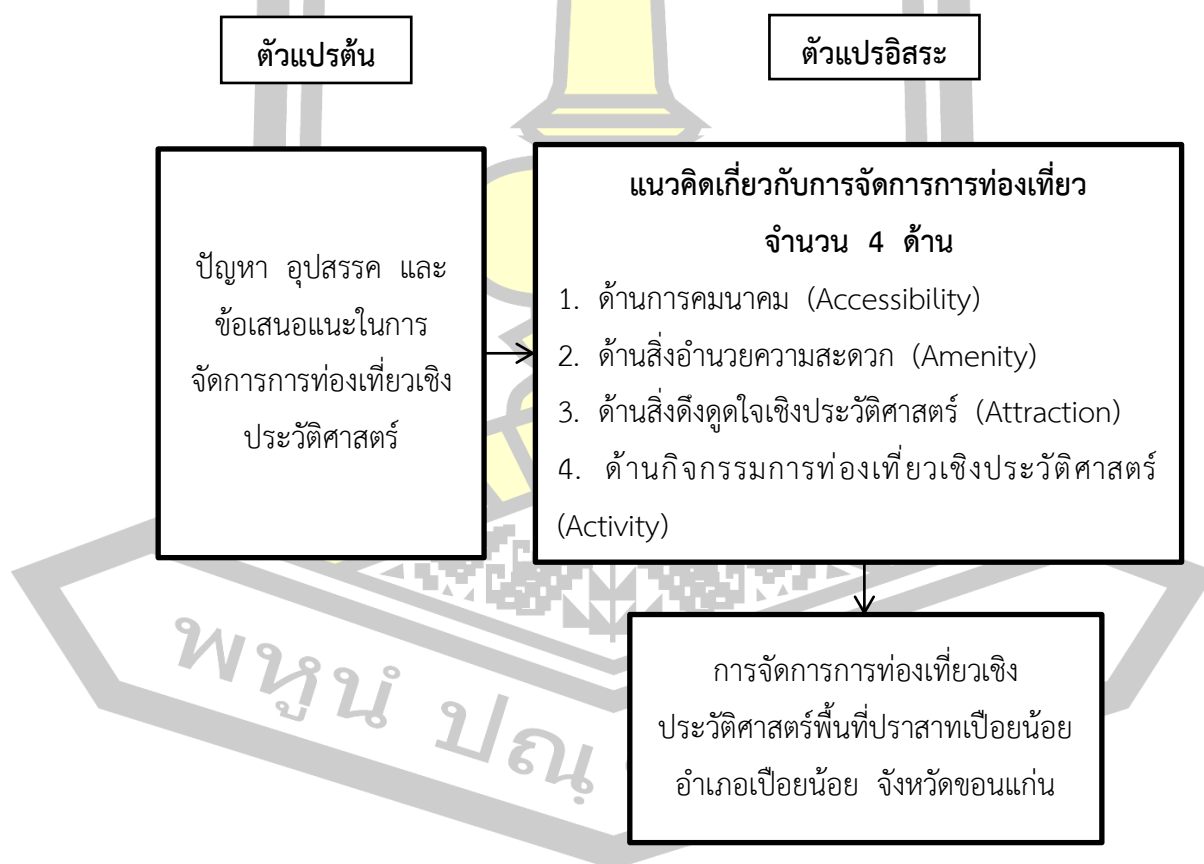 ตัวแปรต้น
ตัวแปรอิสระ
ปัญหา อุปสรรค และ
ข้อเสนอแนะในการ
จัดการการท่องเที่ยวเชิง
ประวัติศาสตร์
แนวคิดเกี่ยวกับการจัดการการท่องเที่ยว
จำนวน 4 ด้าน
1. ด้านการคมนาคม (Accessibility)
2. ด้านสิ่งอำนวยความสะดวก (Amenity)
3. ด้านสิ่งดึงดูดใจเชิงประวัติศาสตร์ (Attraction)
4. ด้านกิจกรรมการท่องเที่ยวเชิงประวัติศาสตร์
(Activity)
การจัดการการท่องเที่ยวเชิง
ประวัติศาสตร์พื้นที่ปราสาทเปือยน้อย
อำเภอเปือยน้อย จังหวัดขอนแก่น
พหูนํ ปณฺ